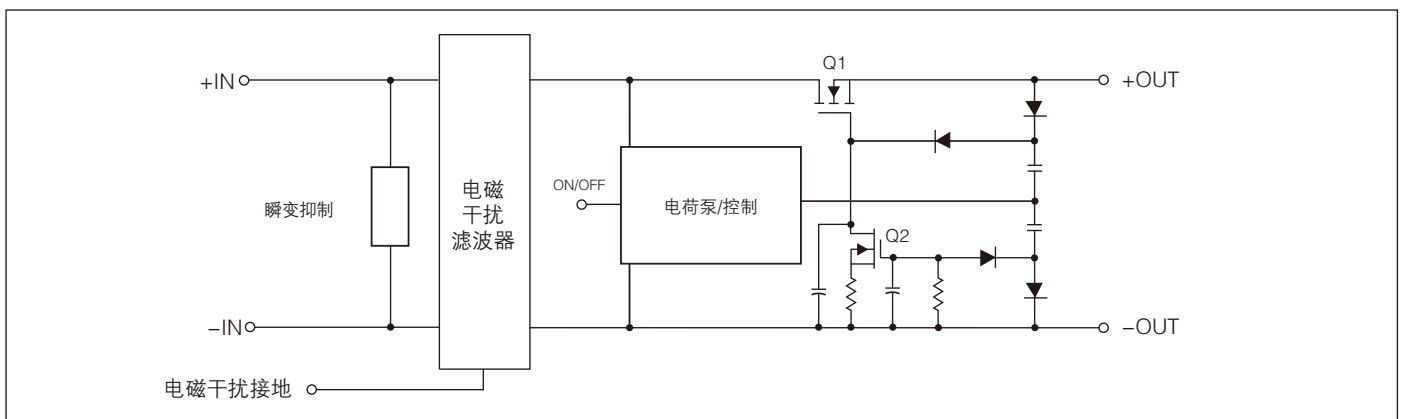 Q1
+IN
+OUT
ON/OFF
瞬变抑制
电磁
干扰
滤波器
电荷泵/控制
Q2
–IN
–OUT
电磁干扰接地